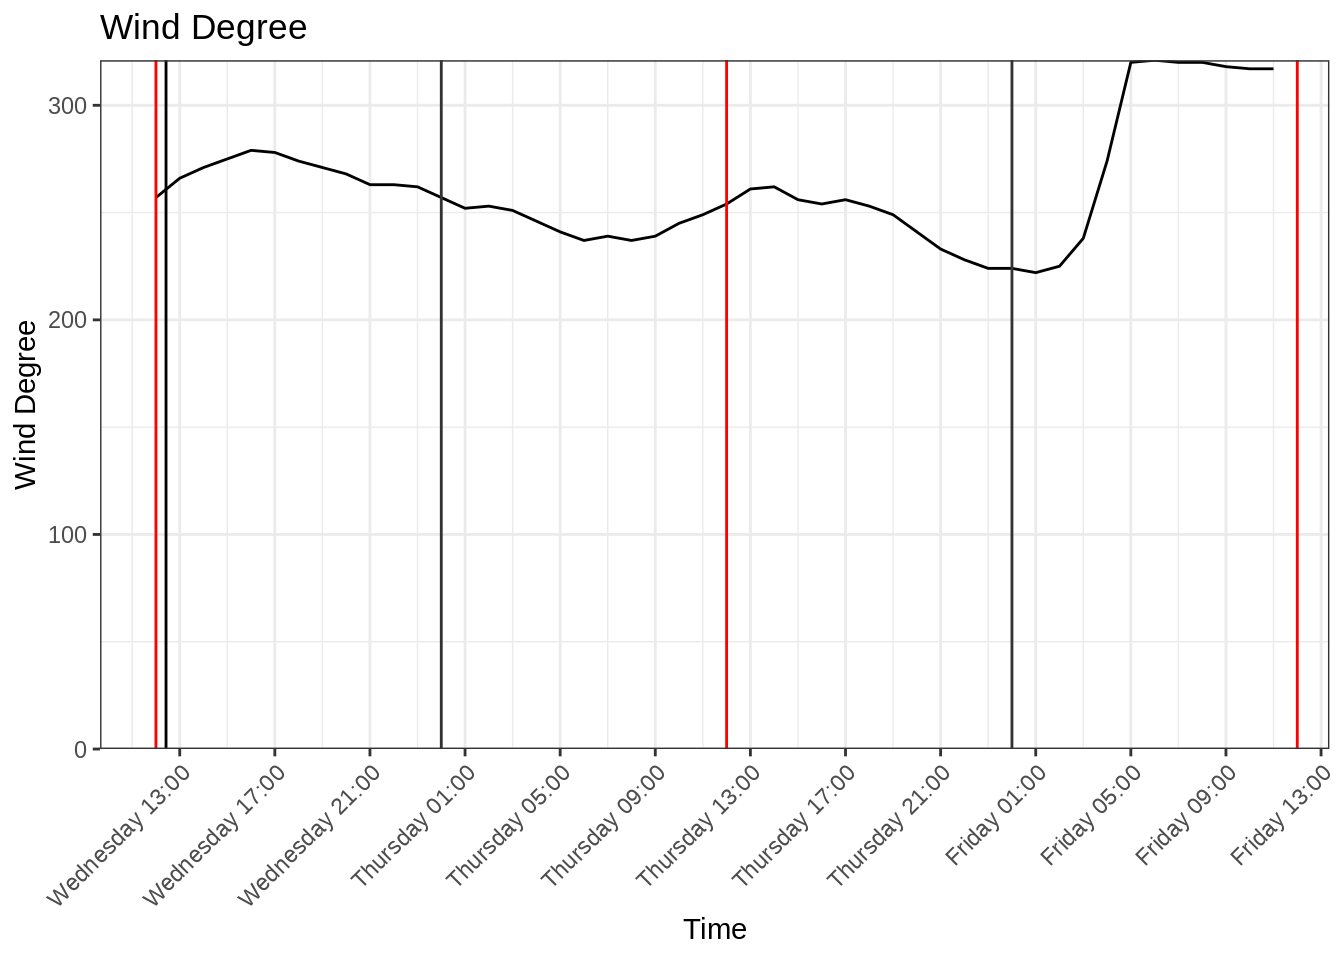 Wind Degree
Wind Degree
300
200
100
0
Wednesday 13:00
Wednesday 17:00
Wednesday 21:00
Thursday 01:00
Thursday 05:00
Thursday 09:00
Thursday 13:00
Thursday 17:00
Thursday 21:00
Friday 01:00
Friday 05:00
Friday 09:00
Friday 13:00
Time